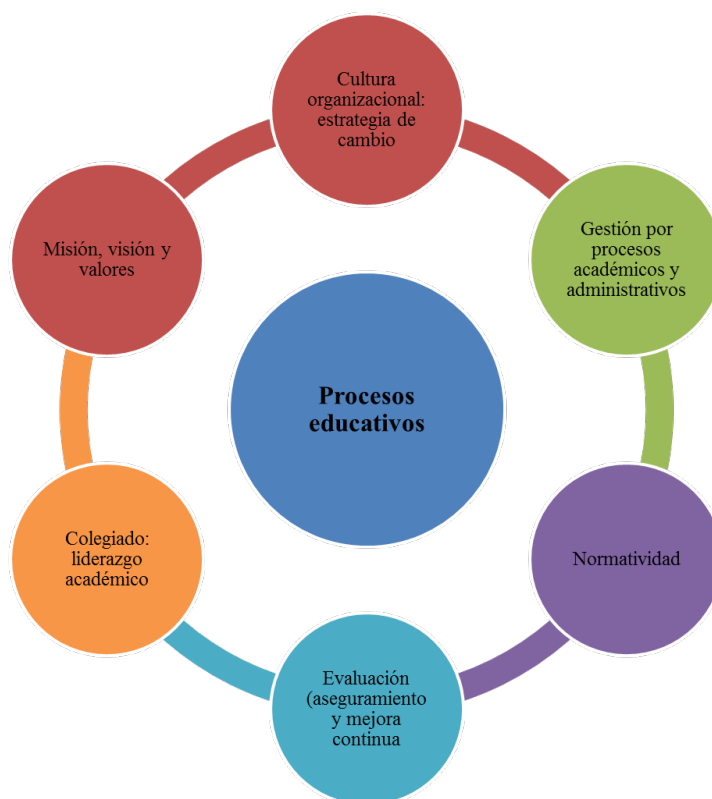 Cultura
organizacional:
estrategia de
cambio
Gestión por
procesos
académicos y
administrativos
Normatividad
Evaluación
(aseguramiento
y mejora
continua
Colegiado:
liderazgo
académico
Misión, visión y
valores
Procesos
educativos